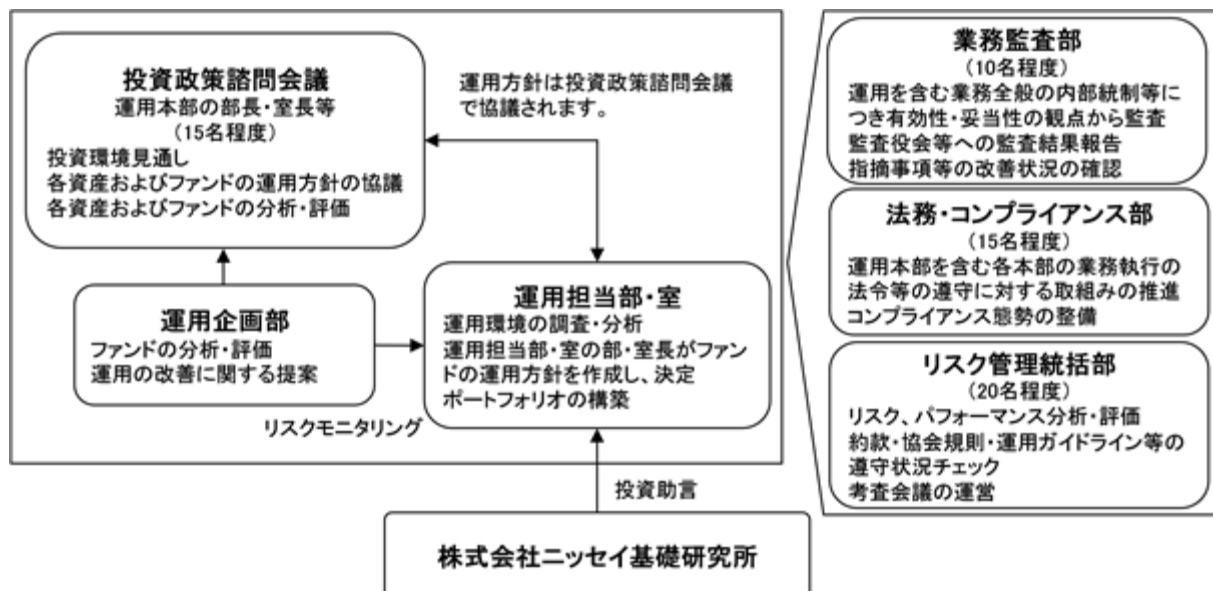 投資政策諮問会議
運用本部の部長・室長等
(15名程度)
投資環境見通し
各資産およびファンドの運用方針の協議
各資産およびファンドの分析・評価
運用方針は投資政策諮問会議
で協議されます。
運用企画部
ファンドの分析・評価
運用の改善に関する提案
リスクモニタリング
運用担当部・室
運用環境の調査・分析
運用担当部・室の部・室長がファン
ドの運用方針を作成し、決定
ポートフォリオの構築
投資助言
株式会社ニッセイ基礎研究所
業務監査部
(10名程度)
運用を含む業務全般の内部統制等に
つき有効性・妥当性の観点から監査
監査役会等への監査結果報告
指摘事項等の改善状況の確認
法務・コンプライアンス部
(15名程度)
運用本部を含む各本部の業務執行の
法令等の遵守に対する取組みの推進
コンプライアンス態勢の整備
リスク管理統括部
(20名程度)
リスク、パフォーマンス分析・評価
約款・協会規則・運用ガイドライン等の
遵守状況チェック
考査会議の運営